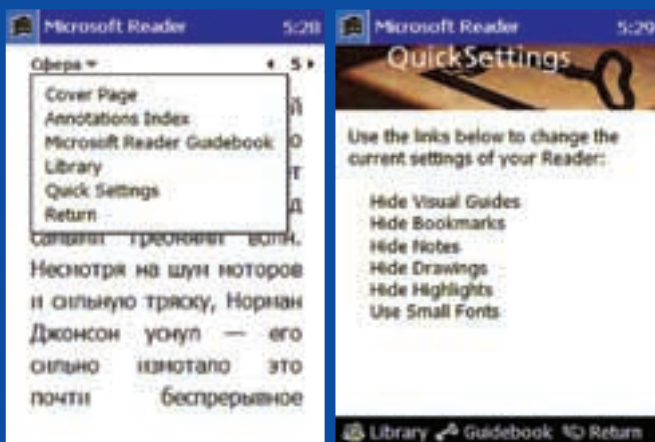 Microsoft Reader 5:28
Сфера 5
Cover Page
Annotations Index
Microsoft Reader Guidebook
Library
Quick Settings
Return
й
о
т
д
гребнями волн.
Несмотря на шум моторов
и сильную тряску, Норман
Джонсон уснул — его
сильно измотало это
почти беспрерывное
Microsoft Reader 5:29
QuickSettings
Use the links below to change the
current settings of your Reader:
Hide Visual Guides
Hide Bookmarks
Hide Notes
Hide Drawings
Hide Highlights
Use Small Fonts
Library Guidebook Return